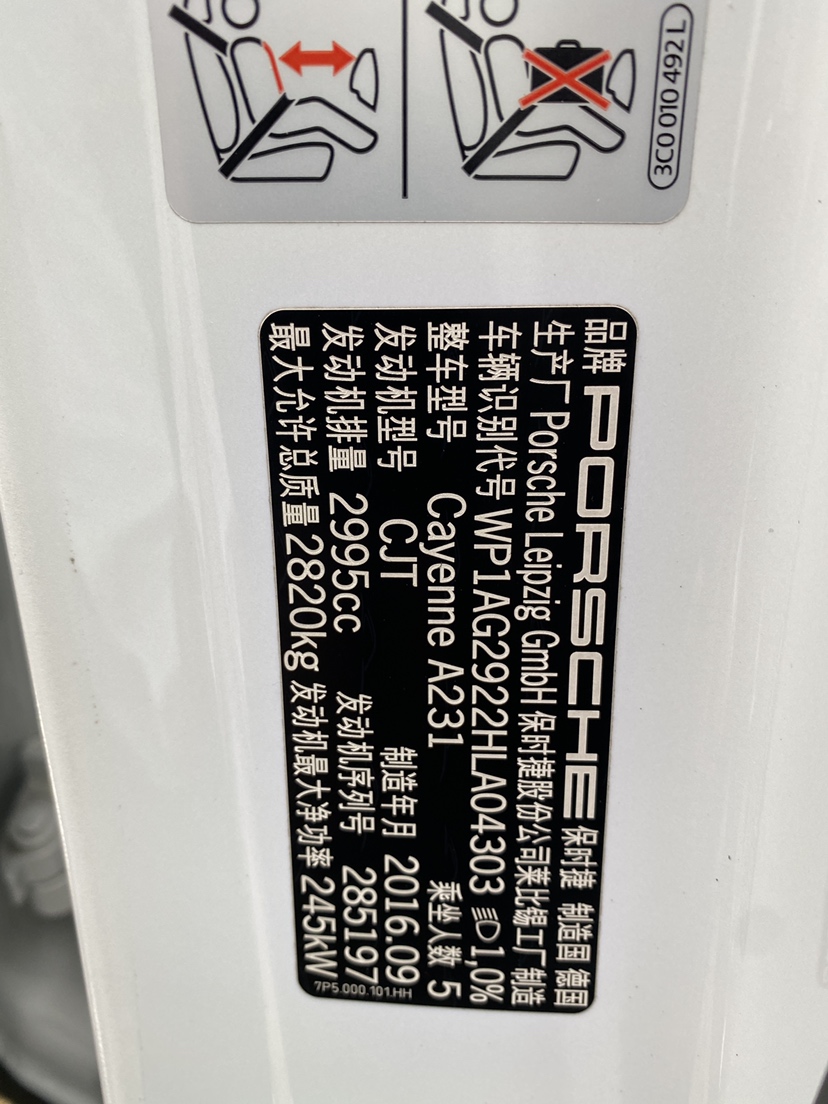 3C0 010 492 L
品牌 PORSCHE 保时捷 制造国 德国
生产厂 Porsche Leipzig GmbH 保时捷股份公司莱比锡工厂制造
车辆识别代号 WP1AG2922HLA04303 1,0%
整车型号 Cayenne A231 乘坐人数 5
发动机型号 CJT 制造年月 2016.09
发动机排量 2995cc 发动机序列号 285197
最大允许总质量 2820kg 发动机最大净功率 245kW
7P5.000.101.HH